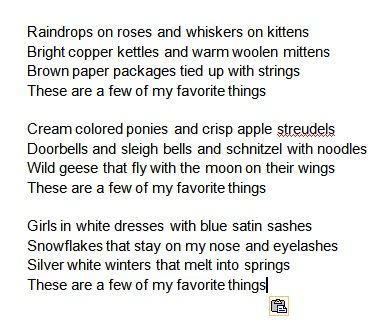 Raindrops on roses and whiskers on kittens
Bright copper kettles and warm woolen mittens
Brown paper packages tied up with strings
These are a few of my favorite things

Cream colored ponies and crisp apple streudels
Doorbells and sleigh bells and schnitzel with noodles
Wild geese that fly with the moon on their wings
These are a few of my favorite things

Girls in white dresses with blue satin sashes
Snowflakes that stay on my nose and eyelashes
Silver white winters that melt into springs
These are a few of my favorite things